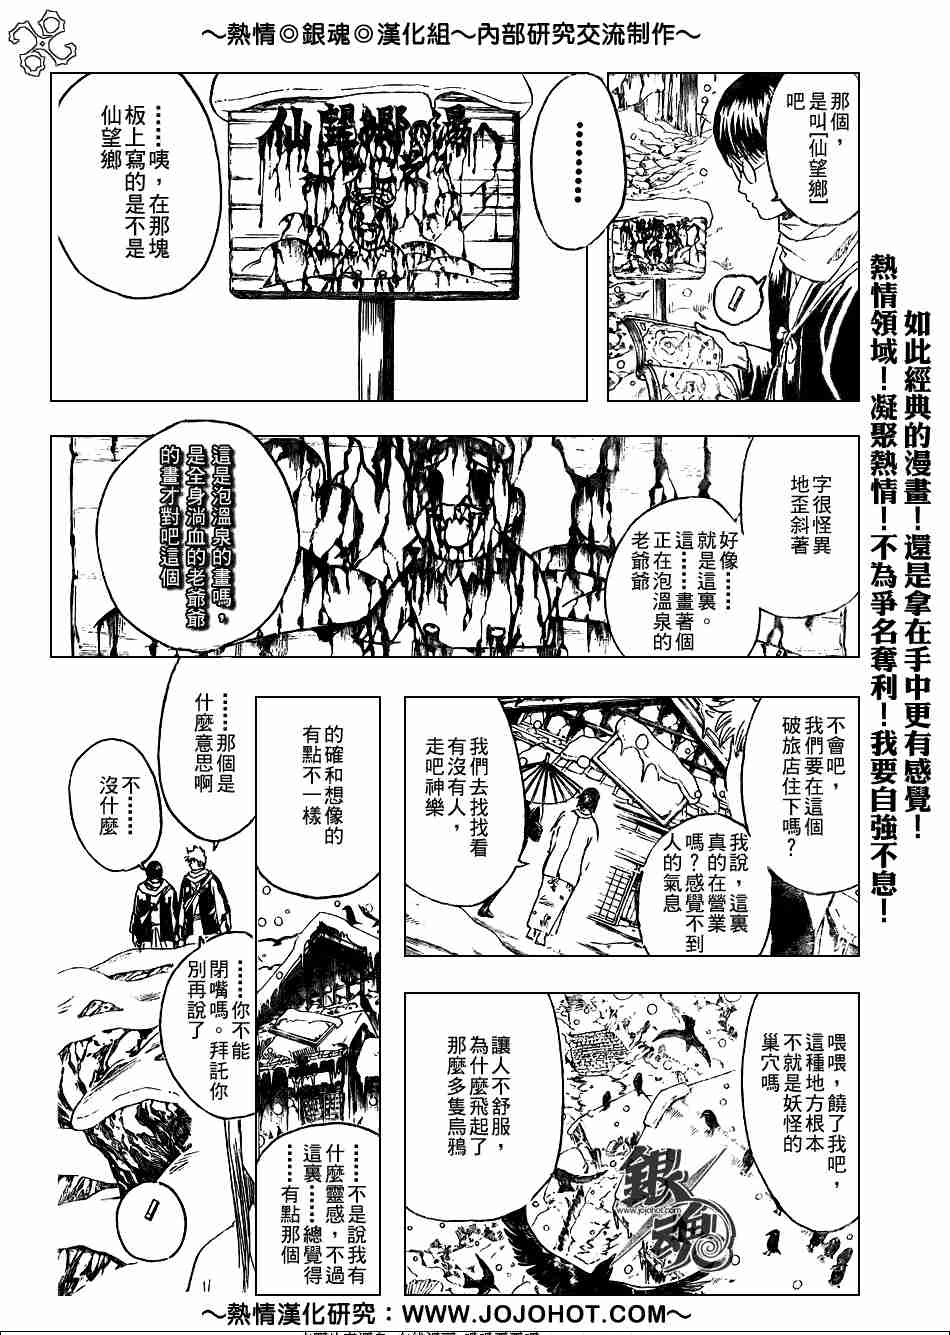 ～熱情◎銀魂◎漢化組～內部研究交流制作～
那個，
是叫[仙望鄉]
吧
…………
仙望鄉の湯へ
……咦，在那塊
板上寫的是不是
仙望鄉
如此經典的漫畫！還是拿在手中更有感覺！
熱情領域！凝聚熱情！不為爭名奪利！我要自強不息！
字很怪異
地歪斜著
好像……
就是這裏。
這……畫著個
正在泡溫泉的
老爺爺
這是泡溫泉的畫嗎，
是全身淌血的老爺爺
的畫才對吧這個
不會吧，
我們要在這個
破旅店住下嗎？
我說，這裏
真的在營業
嗎？感覺不到
人的氣息
我們去找找看
有沒有人，
走吧神樂
喂喂，饒了我吧，
這種地方根本
不就是妖怪的
巢穴嗎
讓人不舒服，
為什麼飛起了
那麼多隻烏鴉
銀魂
www.jojohot.com
的確和想像的
有點不一樣
……不是說我有
什麼靈感，不過
這裏……總覺得
……有點那個
……那個是
什麼意思啊
不……
沒什麼
……你不能
閉嘴嗎。拜託你
別再說了
～熱情漢化研究：WWW.JOJOHOT.COM～